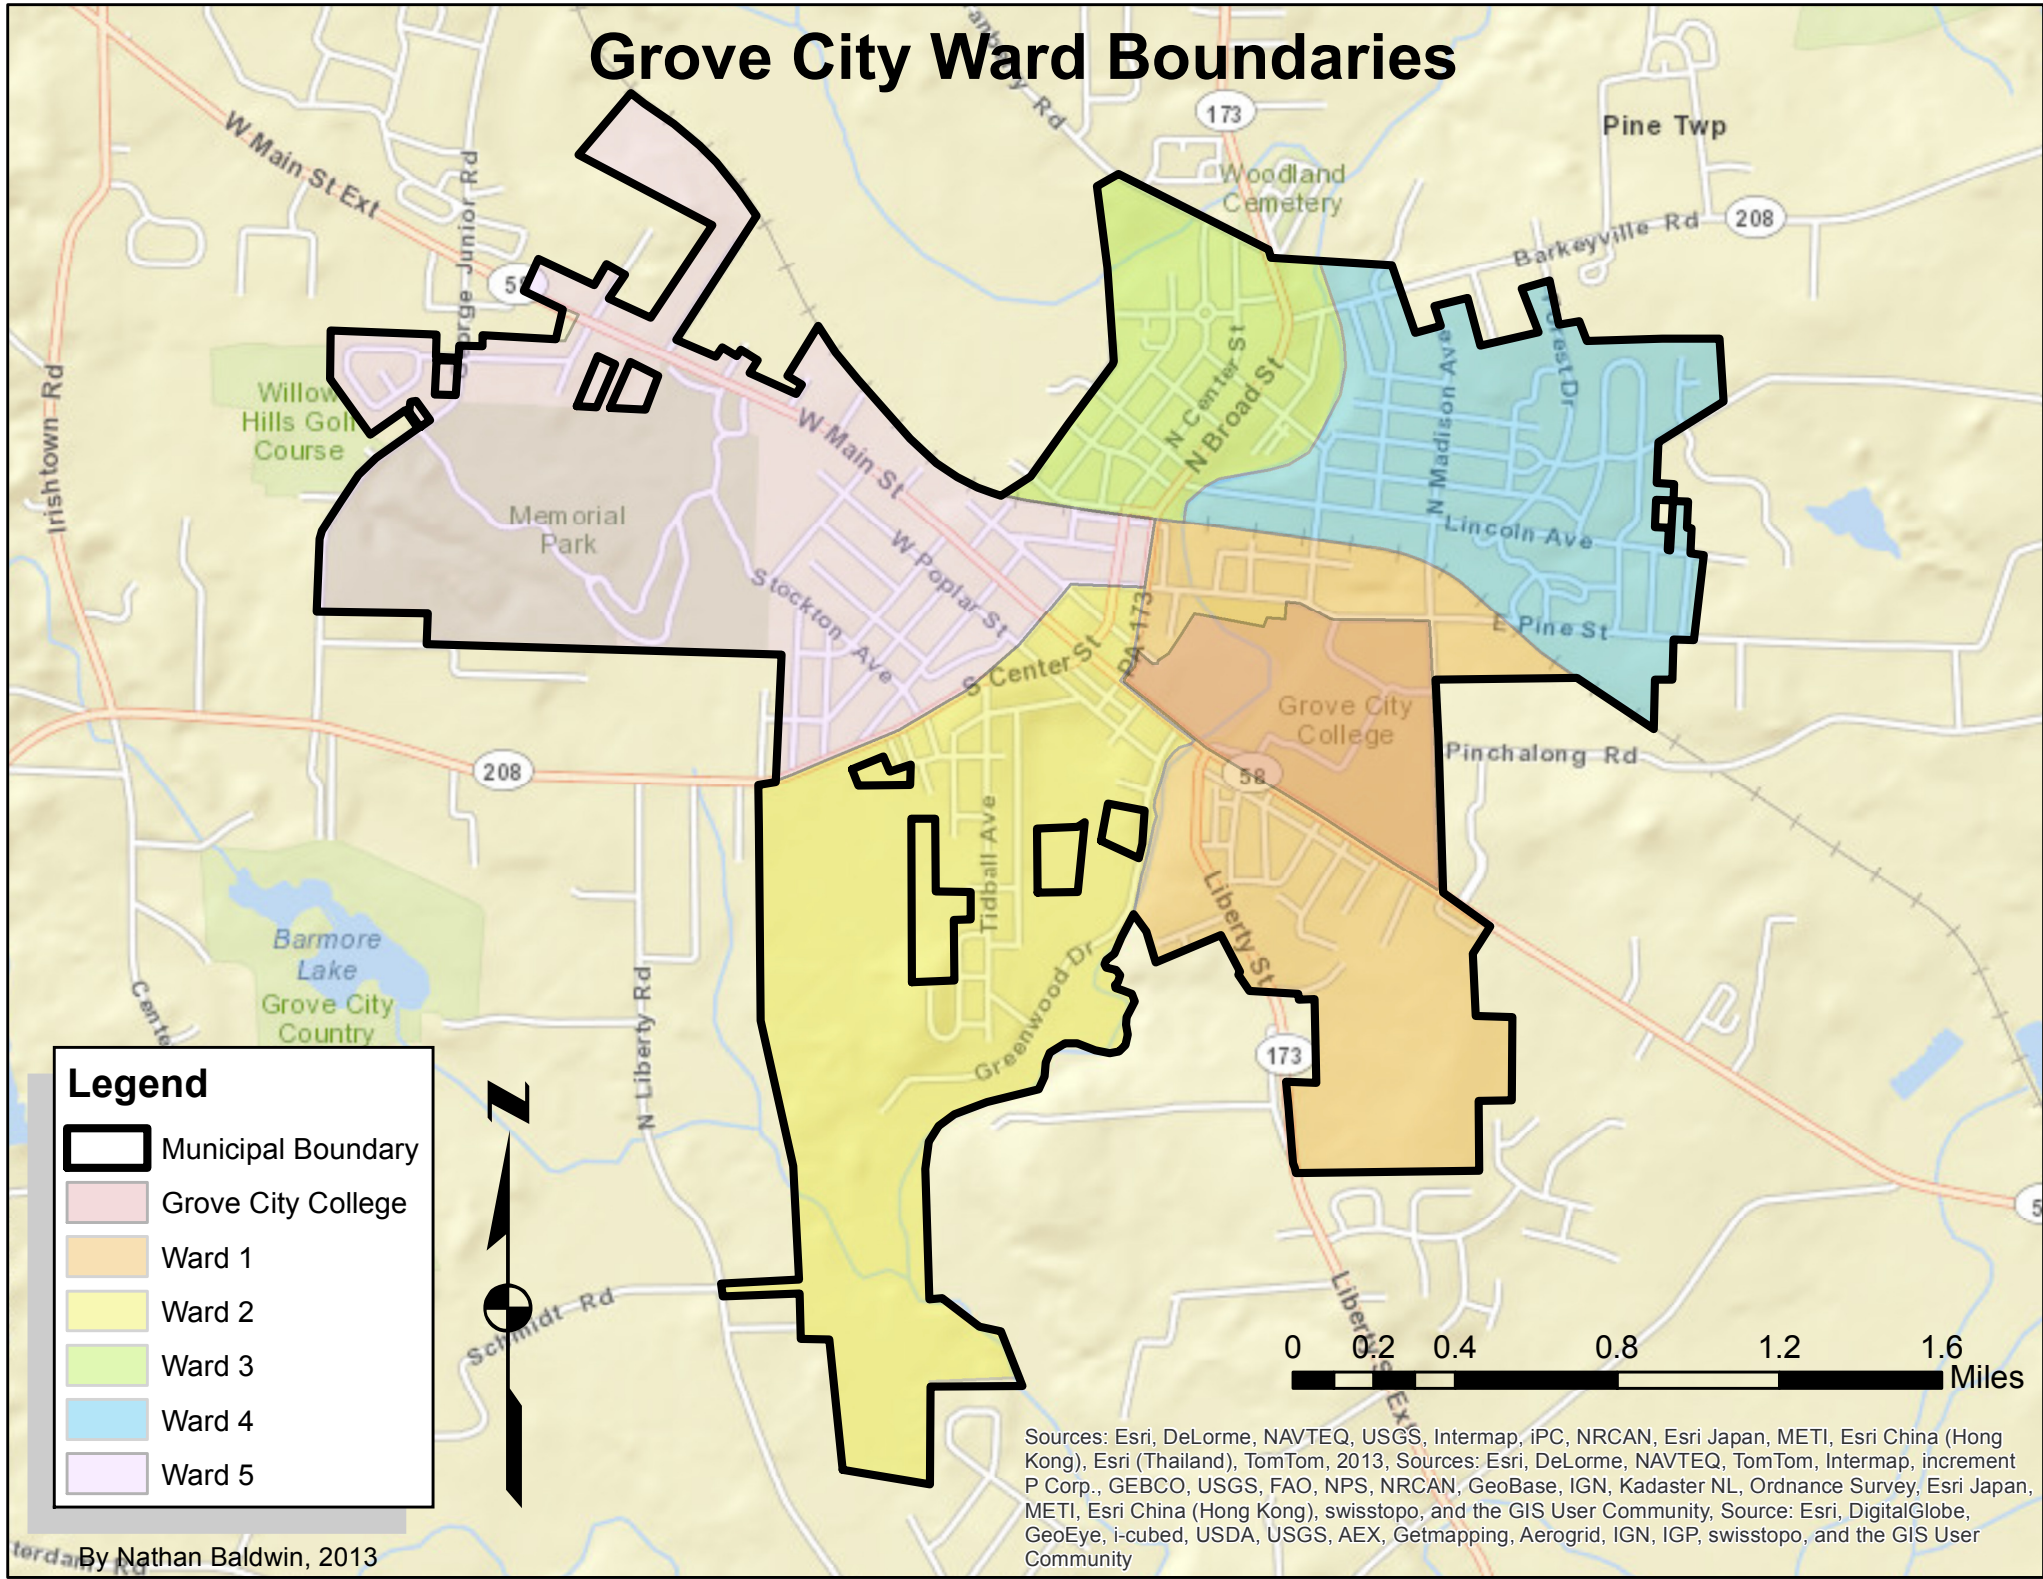 Grove City Ward Boundaries
173
Pine Twp
W Main St Ext
Woodland
Cemetery
Barkeyville Rd
208
Junior Rd
58
Forest Dr
N Madison Ave
N Center St
N Broad St
Willow
Hills Golf
Course
Irishtown Rd
W Main St
Memorial
Park
W Poplar St
Lincoln Ave
Stockton Ave
E Pine St
PA-173
S Center St
Grove City
College
Pinchalong Rd
208
58
Tidball Ave
Liberty St
Barmore
Lake
Grove City
Country
Greenwood Dr
N Liberty Rd
173
Schmidt Rd
Legend
Municipal Boundary
Grove City College
Ward 1
Ward 2
Ward 3
Ward 4
Ward 5
N
0 0.2 0.4 0.8 1.2 1.6
Miles
Sources: Esri, DeLorme, NAVTEQ, USGS, Intermap, iPC, NRCAN, Esri Japan, METI, Esri China (Hong
Kong), Esri (Thailand), TomTom, 2013, Sources: Esri, DeLorme, NAVTEQ, TomTom, Intermap, increment
P Corp., GEBCO, USGS, FAO, NPS, NRCAN, GeoBase, IGN, Kadaster NL, Ordnance Survey, Esri Japan,
METI, Esri China (Hong Kong), swisstopo, and the GIS User Community, Source: Esri, DigitalGlobe,
GeoEye, i-cubed, USDA, USGS, AEX, Getmapping, Aerogrid, IGN, IGP, swisstopo, and the GIS User
Community
By Nathan Baldwin, 2013